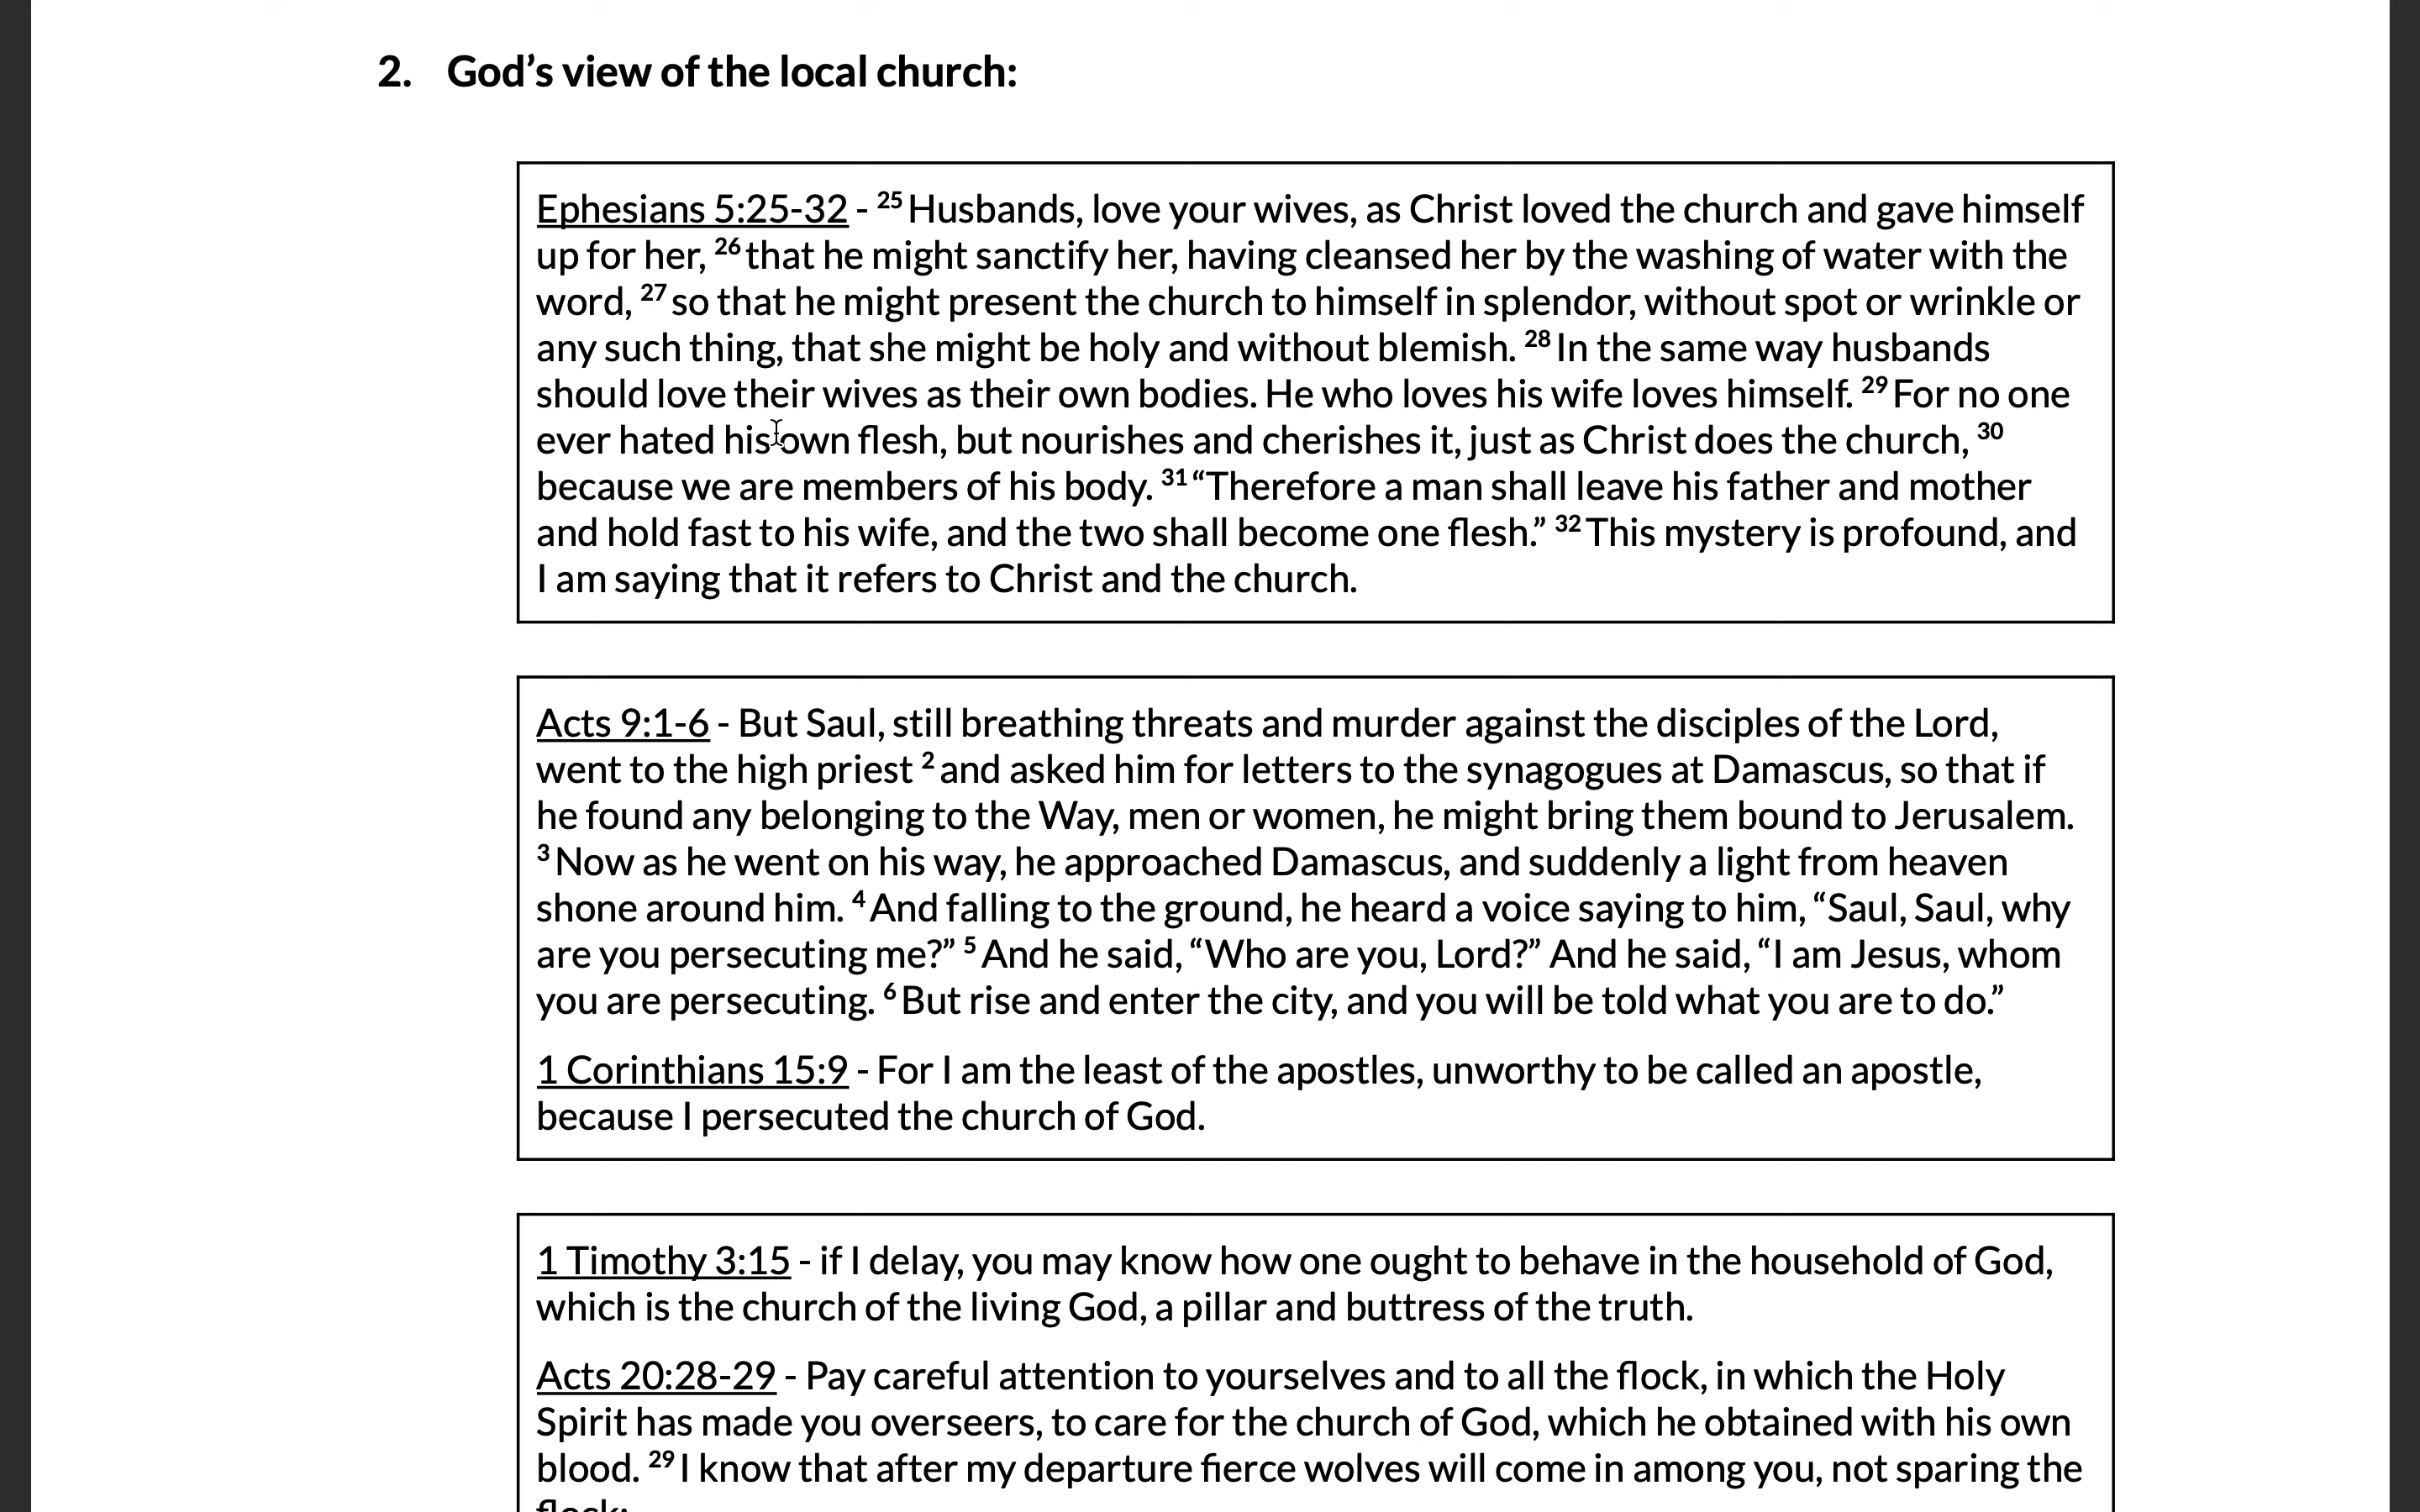 2. God’s view of the local church:
Ephesians 5:25-32 - 25 Husbands, love your wives, as Christ loved the church and gave himself
up for her, 26 that he might sanctify her, having cleansed her by the washing of water with the
word, 27 so that he might present the church to himself in splendor, without spot or wrinkle or
any such thing, that she might be holy and without blemish. 28 In the same way husbands
should love their wives as their own bodies. He who loves his wife loves himself. 29 For no one
ever hated his own flesh, but nourishes and cherishes it, just as Christ does the church, 30
because we are members of his body. 31 “Therefore a man shall leave his father and mother
and hold fast to his wife, and the two shall become one flesh.” 32 This mystery is profound, and
I am saying that it refers to Christ and the church.
Acts 9:1-6 - But Saul, still breathing threats and murder against the disciples of the Lord,
went to the high priest 2 and asked him for letters to the synagogues at Damascus, so that if
he found any belonging to the Way, men or women, he might bring them bound to Jerusalem.
3 Now as he went on his way, he approached Damascus, and suddenly a light from heaven
shone around him. 4 And falling to the ground, he heard a voice saying to him, “Saul, Saul, why
are you persecuting me?” 5 And he said, “Who are you, Lord?” And he said, “I am Jesus, whom
you are persecuting. 6 But rise and enter the city, and you will be told what you are to do.”
1 Corinthians 15:9 - For I am the least of the apostles, unworthy to be called an apostle,
because I persecuted the church of God.
1 Timothy 3:15 - if I delay, you may know how one ought to behave in the household of God,
which is the church of the living God, a pillar and buttress of the truth.
Acts 20:28-29 - Pay careful attention to yourselves and to all the flock, in which the Holy
Spirit has made you overseers, to care for the church of God, which he obtained with his own
blood. 29 I know that after my departure fierce wolves will come in among you, not sparing the